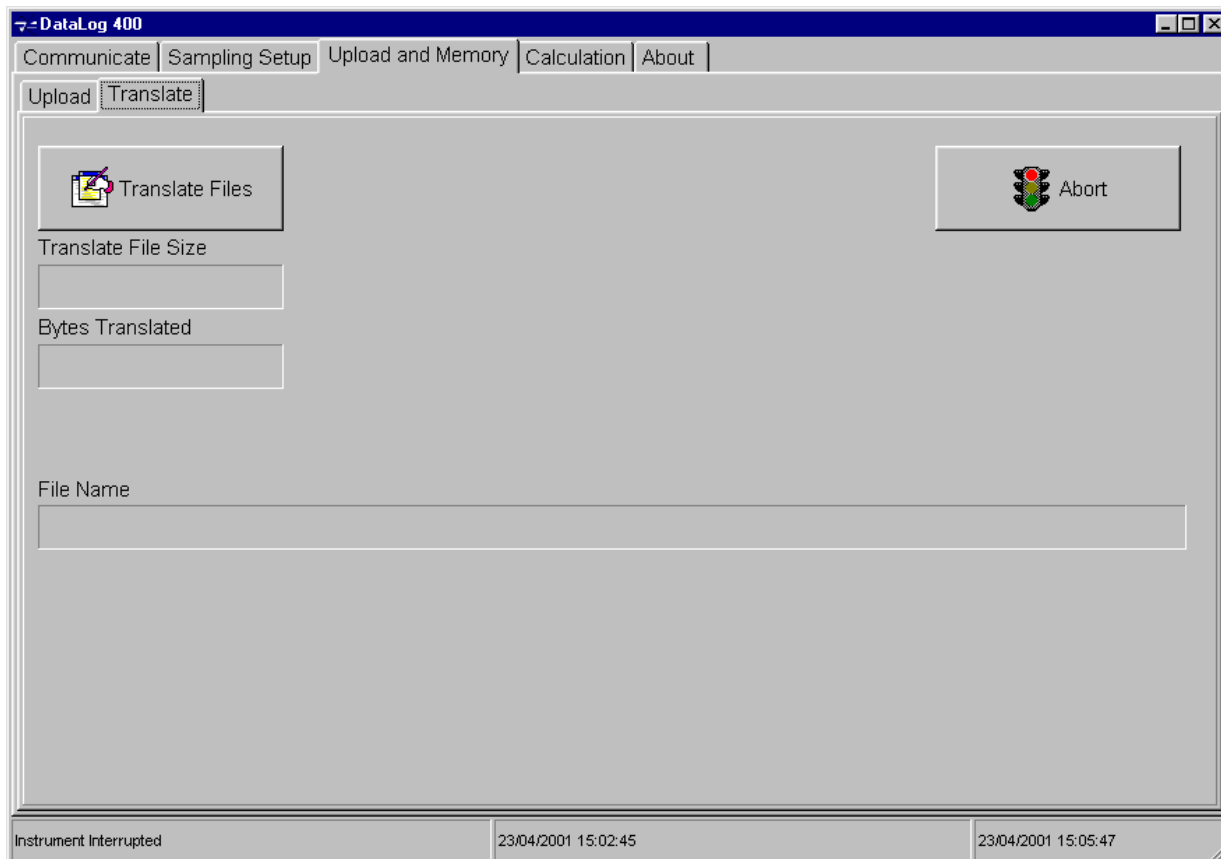 DataLog 400
Communicate Sampling Setup Upload and Memory Calculation About
Upload Translate
Translate Files Abort
Translate File Size
Bytes Translated
File Name
Instrument Interrupted 23/04/2001 15:02:45 23/04/2001 15:05:47